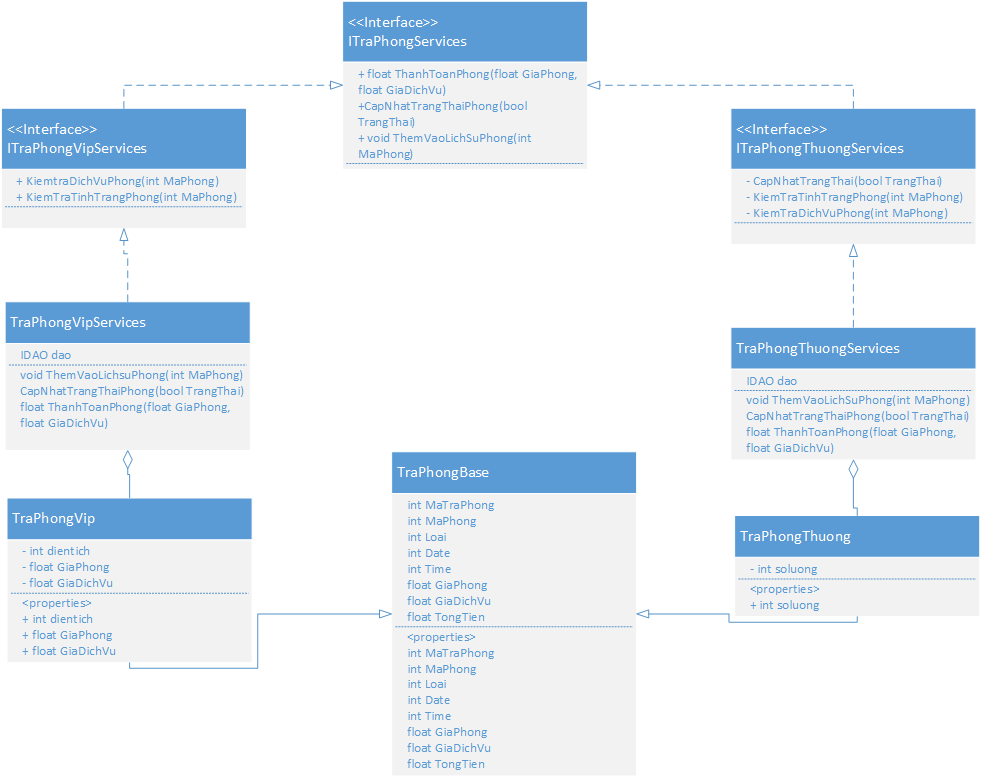 <<Interface>>
ITraPhongServices
+ float ThanhToanPhong(float GiaPhong,
float GiaDichVu)
+CapNhatTrangThaiPhong(bool
TrangThai)
+ void ThemVaoLichSuPhong(int
MaPhong)
<<Interface>>
ITraPhongVipServices
+ KiemtraDichVuPhong(int MaPhong)
+ KiemTraTinhTrangPhong(int MaPhong)
<<Interface>>
ITraPhongThuongServices
- CapNhatTrangThai(bool TrangThai)
- KiemTraTinhTrangPhong(int MaPhong)
- KiemTraDichVuPhong(int MaPhong)
TraPhongVipServices
IDAO dao
void ThemVaoLichsuPhong(int MaPhong)
CapNhatTrangThaiPhong(bool TrangThai)
float ThanhToanPhong(float GiaPhong,
float GiaDichVu)
TraPhongThuongServices
IDAO dao
void ThemVaoLichSuPhong(int MaPhong)
CapNhatTrangThaiPhong(bool TrangThai)
float ThanhToanPhong(float GiaPhong,
float GiaDichVu)
TraPhongVip
- int dientich
- float GiaPhong
- float GiaDichVu
<properties>
+ int dientich
+ float GiaPhong
+ float GiaDichVu
TraPhongBase
int MaTraPhong
int MaPhong
int Loai
int Date
int Time
float GiaPhong
float GiaDichVu
float TongTien
<properties>
int MaTraPhong
int MaPhong
int Loai
int Date
int Time
float GiaPhong
float GiaDichVu
float TongTien
TraPhongThuong
- int soluong
<properties>
+ int soluong